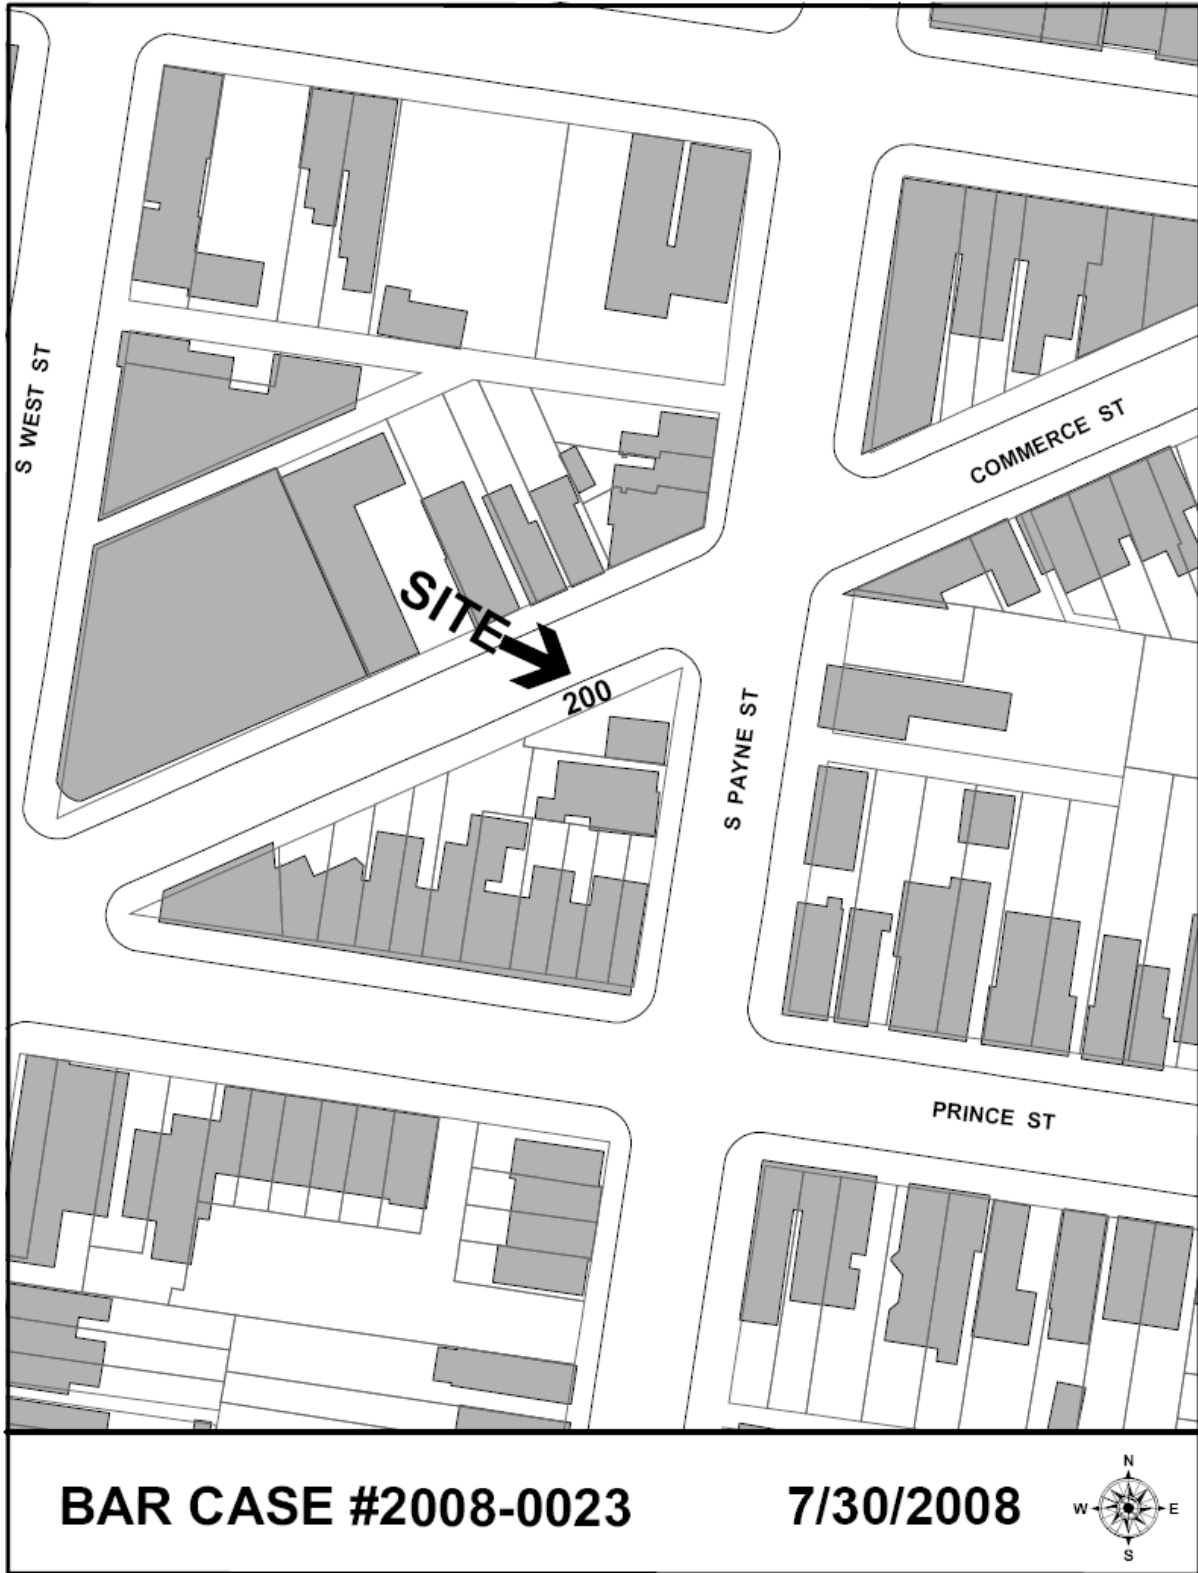 S WEST ST
COMMERCE ST
SITE
200
S PAYNE ST
PRINCE ST
BAR CASE #2008-0023
7/30/2008
N
W E
S